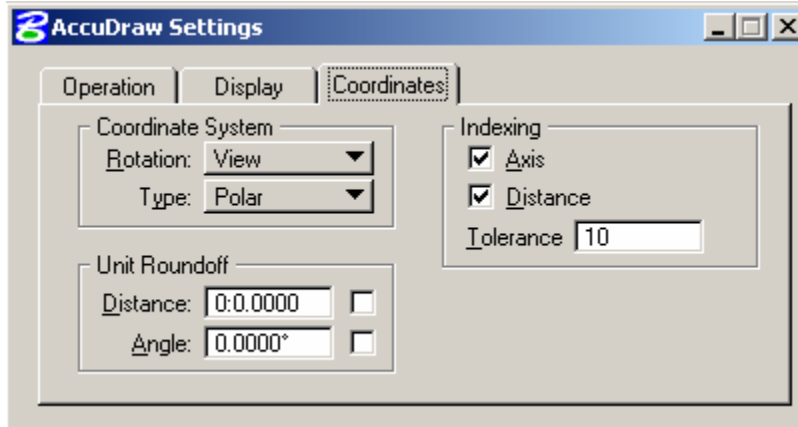 AccuDraw Settings
Operation
Display
Coordinates
Coordinate System
Rotation: View
Type: Polar
Unit Roundoff
Distance: 0:0.0000
Angle: 0.0000°
Indexing
Axis
Distance
Tolerance 10